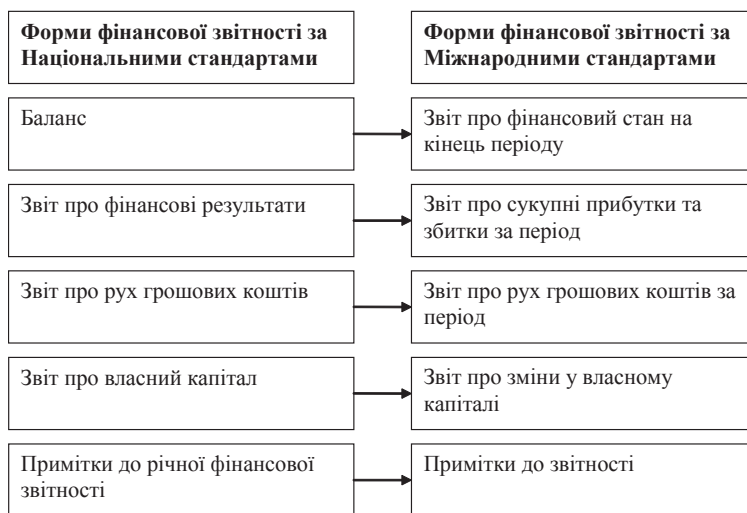 Форми фінансової звітності за
Національними стандартами
Форми фінансової звітності за
Міжнародними стандартами
Баланс
Звіт про фінансовий стан на
кінець періоду
Звіт про фінансові результати
Звіт про сукупні прибутки та
збитки за період
Звіт про рух грошових коштів
Звіт про рух грошових коштів за
період
Звіт про власний капітал
Звіт про зміни у власному
капіталі
Примітки до річної фінансової
звітності
Примітки до звітності